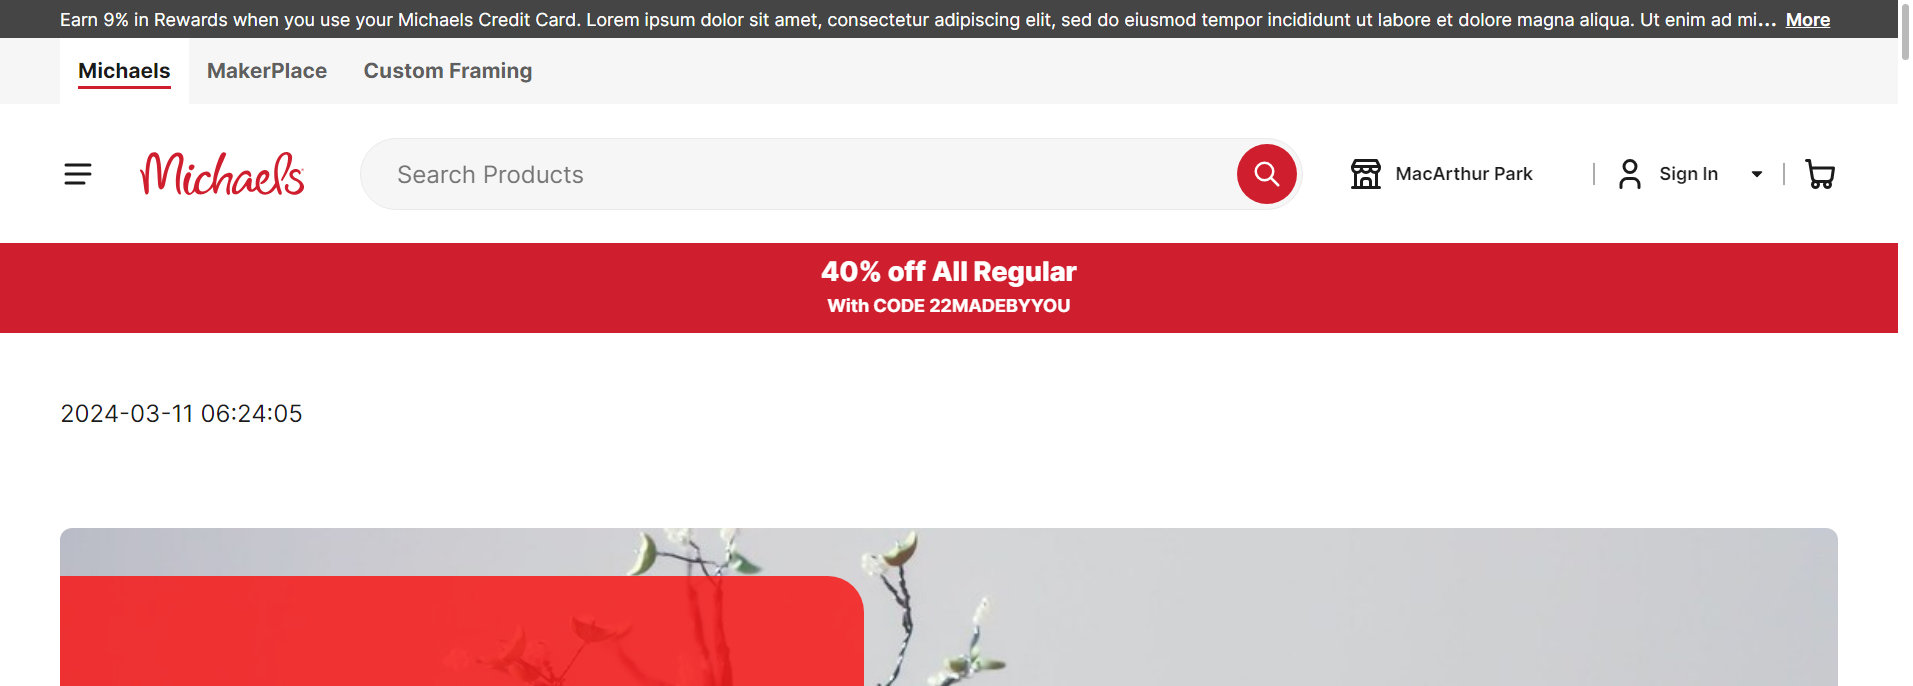 Earn 9% in Rewards when you use your Michaels Credit Card. Lorem ipsum dolor sit amet, consectetur adipiscing elit, sed do eiusmod tempor incididunt ut labore et dolore magna aliqua. Ut enim ad mi... More
Michaels MakerPlace Custom Framing
Michaels Search Products MacArthur Park Sign In
40% off All Regular
With CODE 22MADEBYYOU
2024-03-11 06:24:05